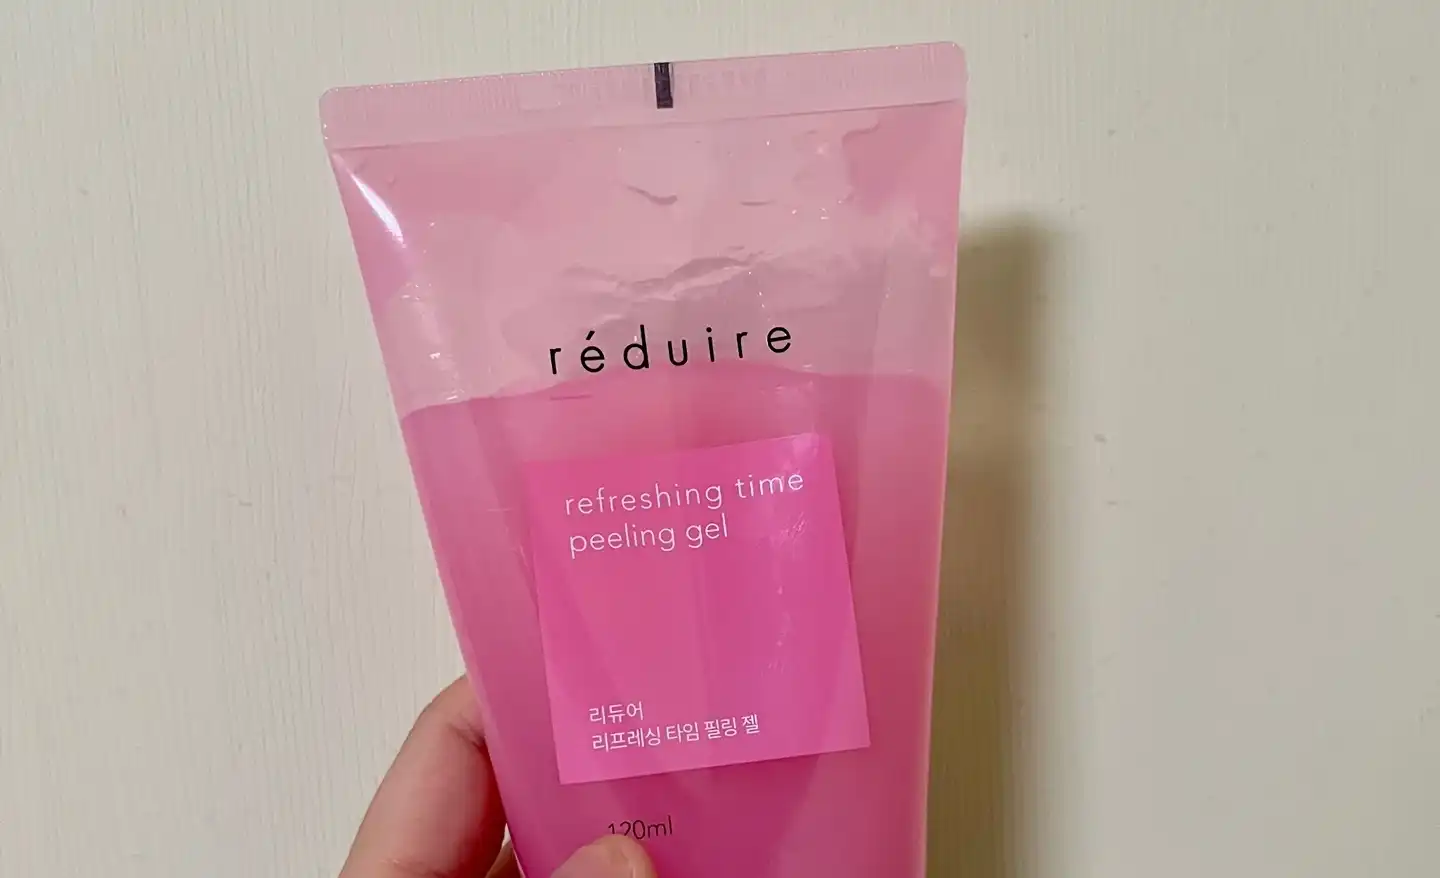 réduire
refreshing time
peeling gel
리듀어
리프레싱 타임 필링 젤
120ml